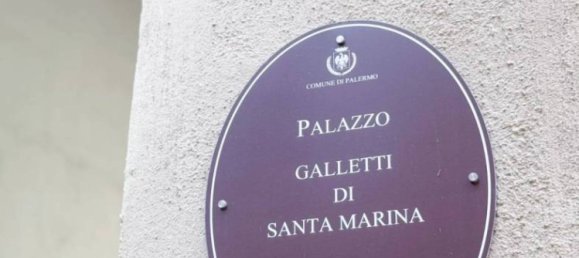 COMUNE DI PALERMO
PALAZZO
GALLETTI
DI
SANTA MARINA